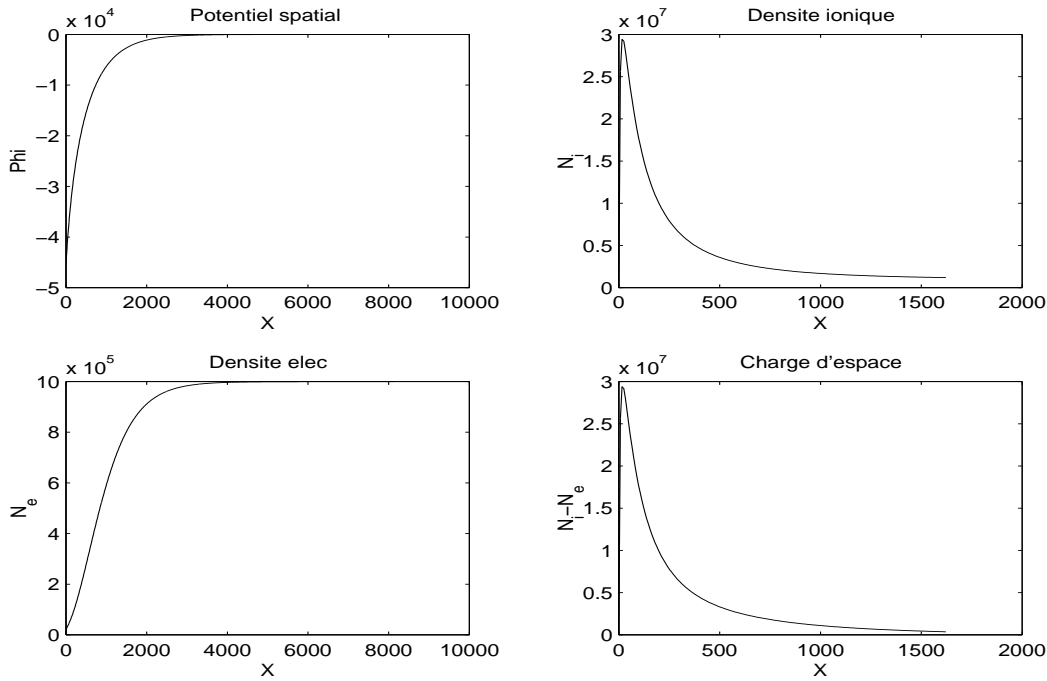 Potentiel spatial
x 10^4
0
−1
−2
−3
−4
−5
Phi
0 2000 4000 6000 8000 10000
X
Densite ionique
x 10^7
3
2.5
2
1.5
1
0.5
0
N_i
0 500 1000 1500 2000
X
Densite elec
x 10^5
10
8
6
4
2
0
N_e
0 2000 4000 6000 8000 10000
X
Charge d'espace
x 10^7
3
2.5
2
1.5
1
0.5
0
N_i−N_e
0 500 1000 1500 2000
X